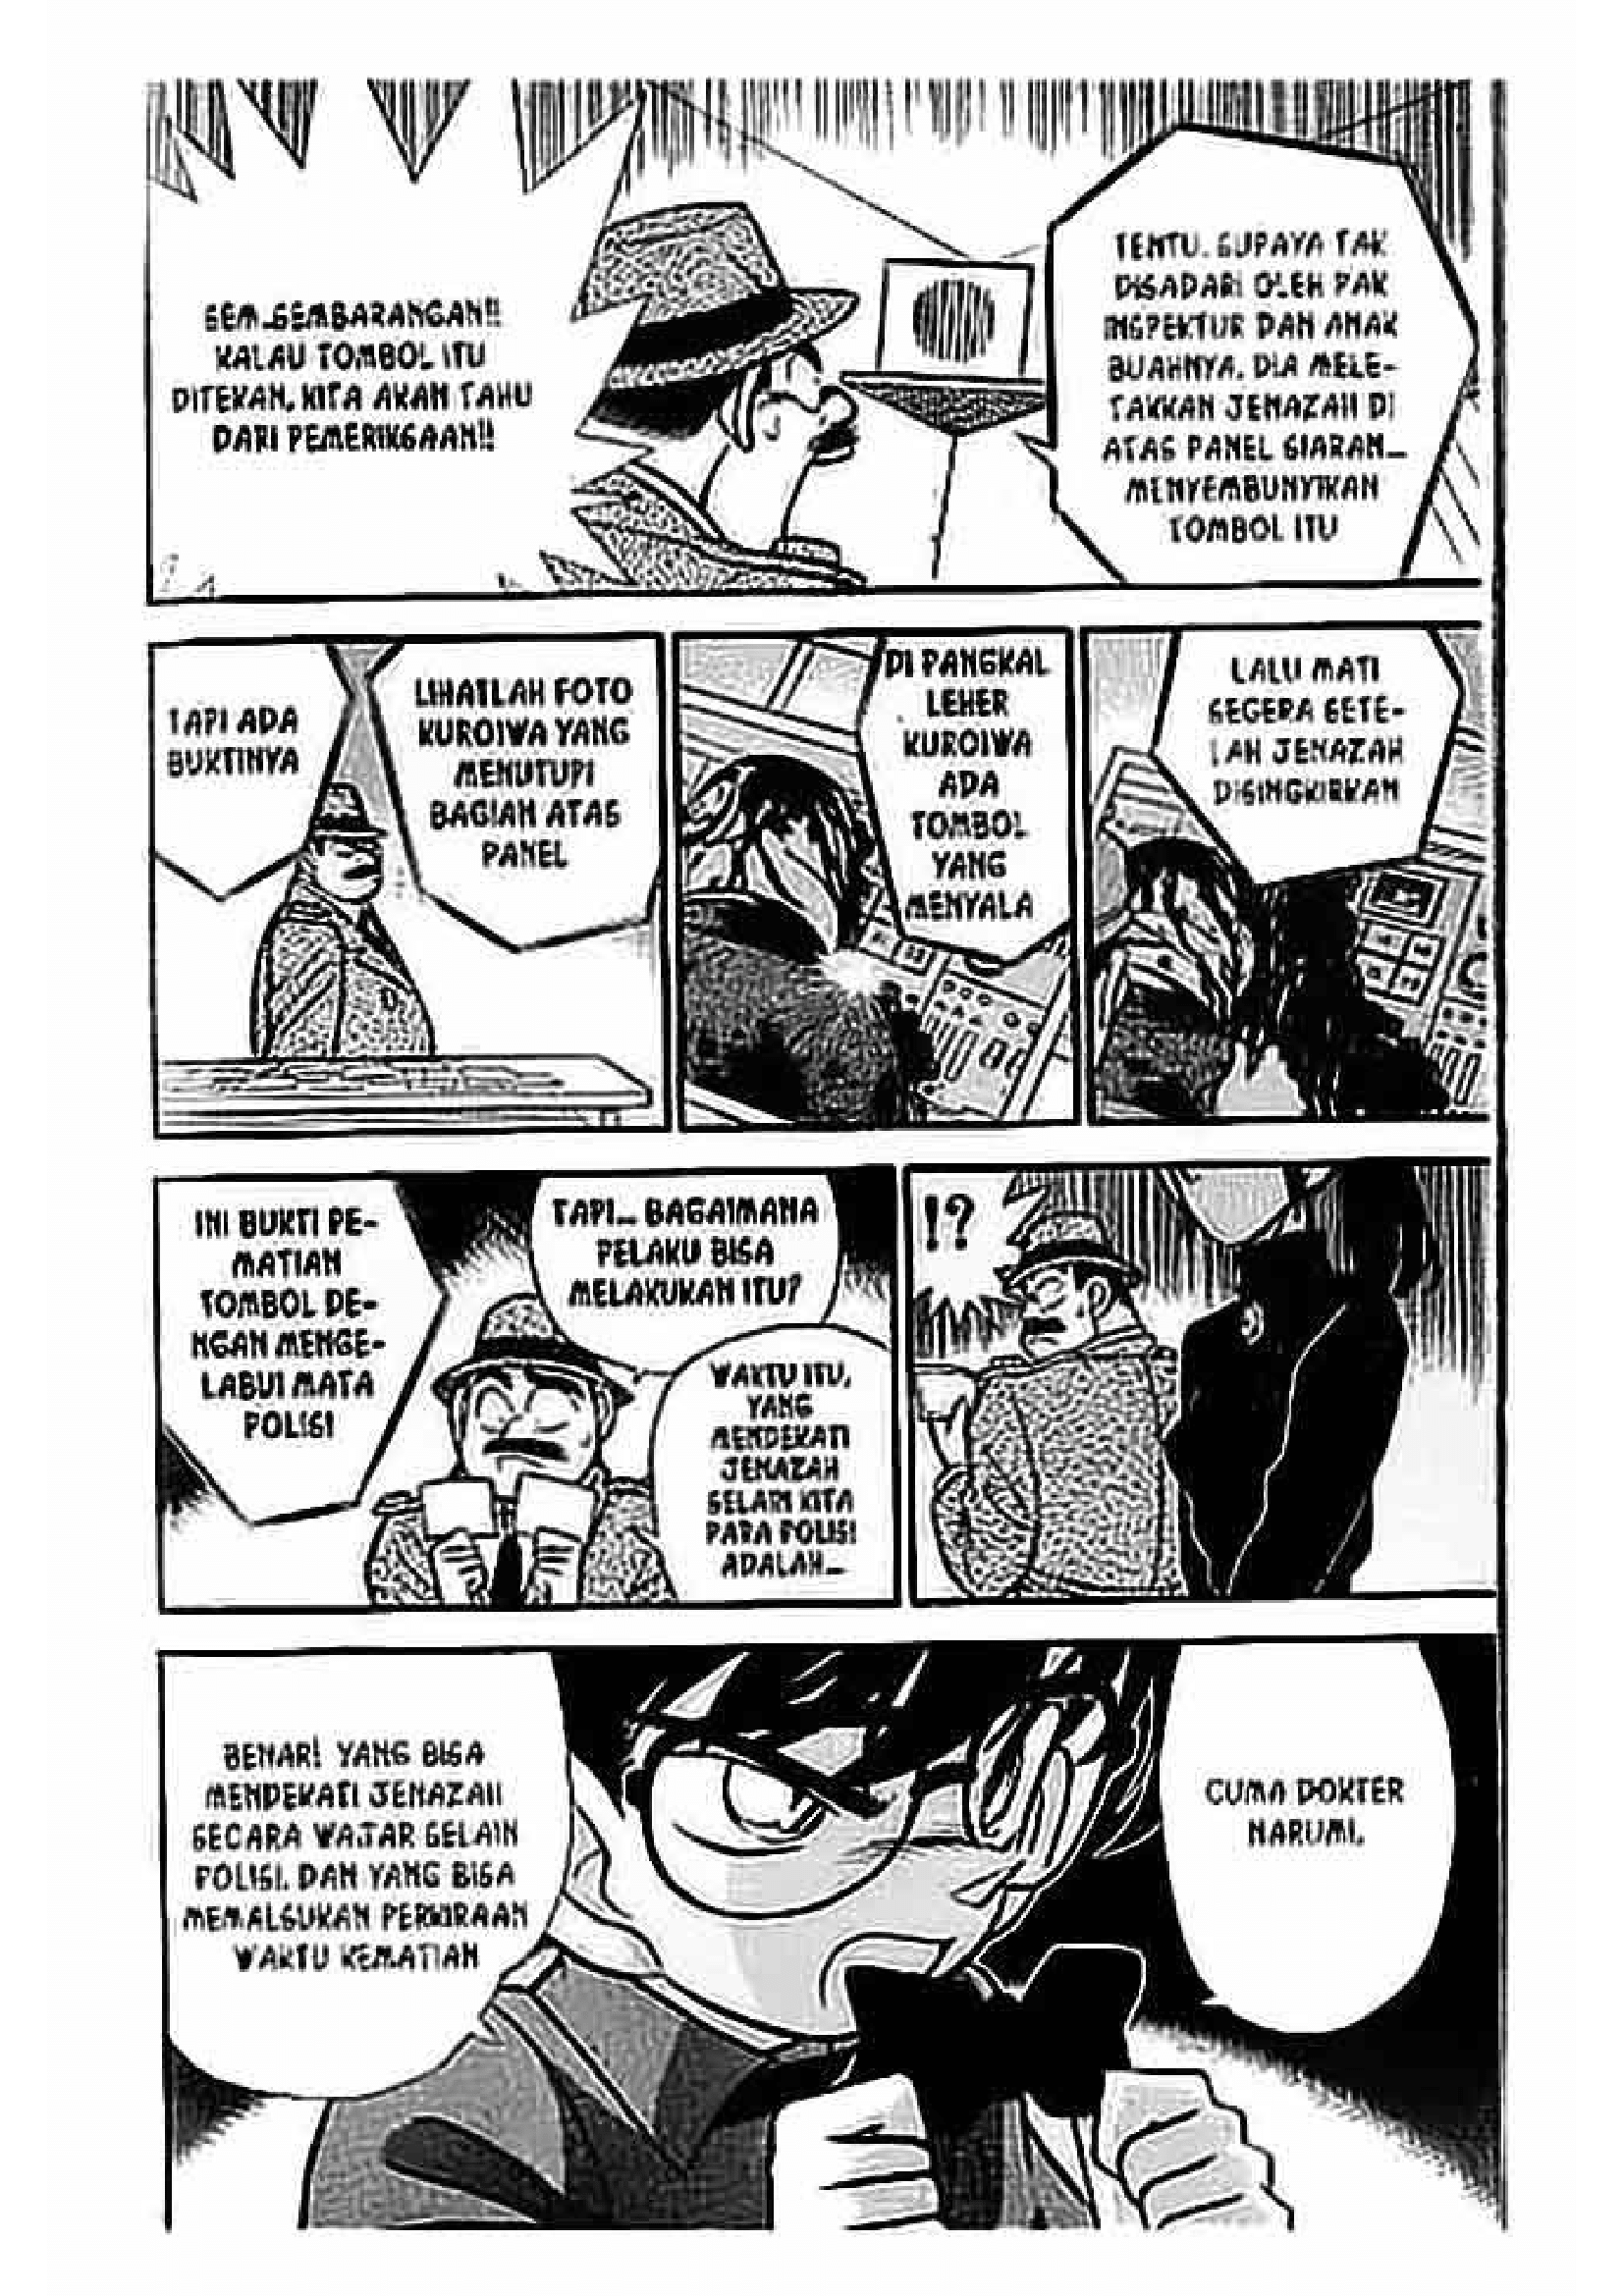 TENTU. SUPAYA TAK
DISADARI OLEH PAK
INSPEKTUR DAN ANAK
BUAHNYA. DIA MELE-
TAKKAN JENAZAH DI
ATAS PANEL SIARAN...
MENYEMBUNYIKAN
TOMBOL ITU
SEM..SEMBARANGAN!!
KALAU TOMBOL ITU
DITEKAN, KITA AKAN TAHU
DARI PEMERIKSAAN!!
LALU MATI
SEGERA SETE-
LAH JENAZAH
DISINGKIRKAN
DI PANGKAL
LEHER
KUROIWA
ADA
TOMBOL
YANG
MENYALA
LIHATLAH FOTO
KUROIWA YANG
MENUTUPI
BAGIAN ATAS
PANEL
TAPI ADA
BUKTINYA
!?
TAPI... BAGAIMANA
PELAKU BISA
MELAKUKAN ITU?
WAKTU ITU,
YANG
MENDEKATI
JENAZAH
SELAIN KITA
PARA POLISI
ADALAH...
INI BUKTI PE-
MATIAN
TOMBOL DE-
NGAN MENGE-
LABUI MATA
POLISI
CUMA DOKTER
NARUMI.
BENAR! YANG BISA
MENDEKATI JENAZAH
SECARA WAJAR SELAIN
POLISI. DAN YANG BISA
MEMALSUKAN PERKIRAAN
WAKTU KEMATIAN